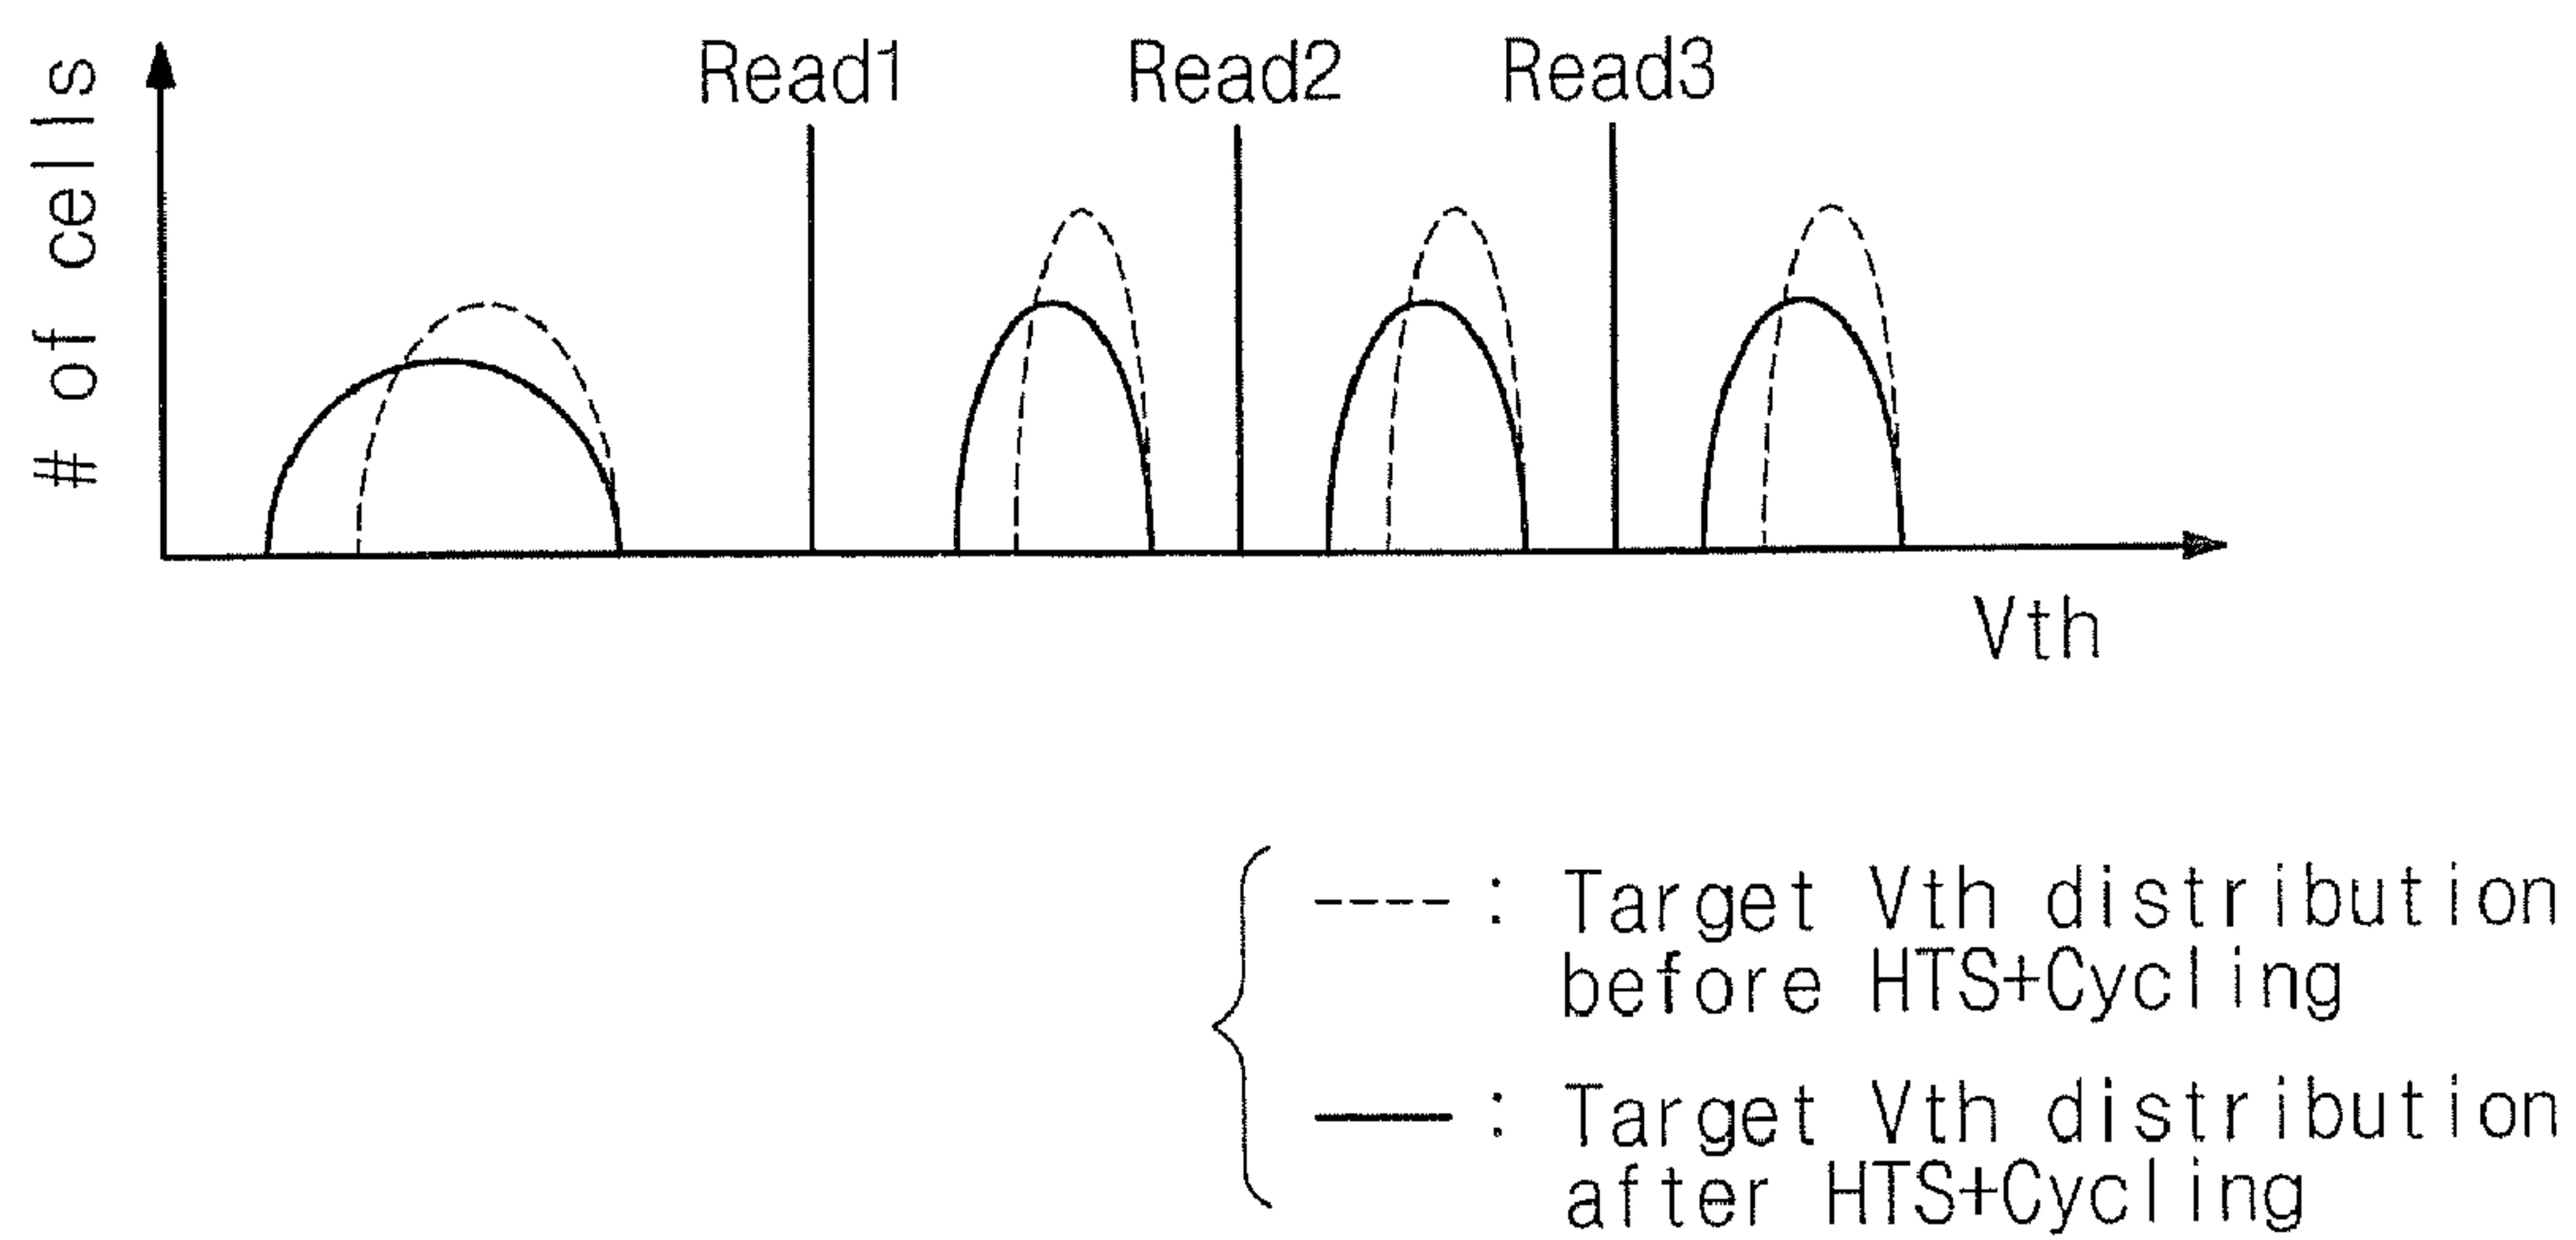 Read1 Read2 Read3
# of cells
Vth
: Target Vth distribution
before HTS+Cycling
: Target Vth distribution
after HTS+Cycling